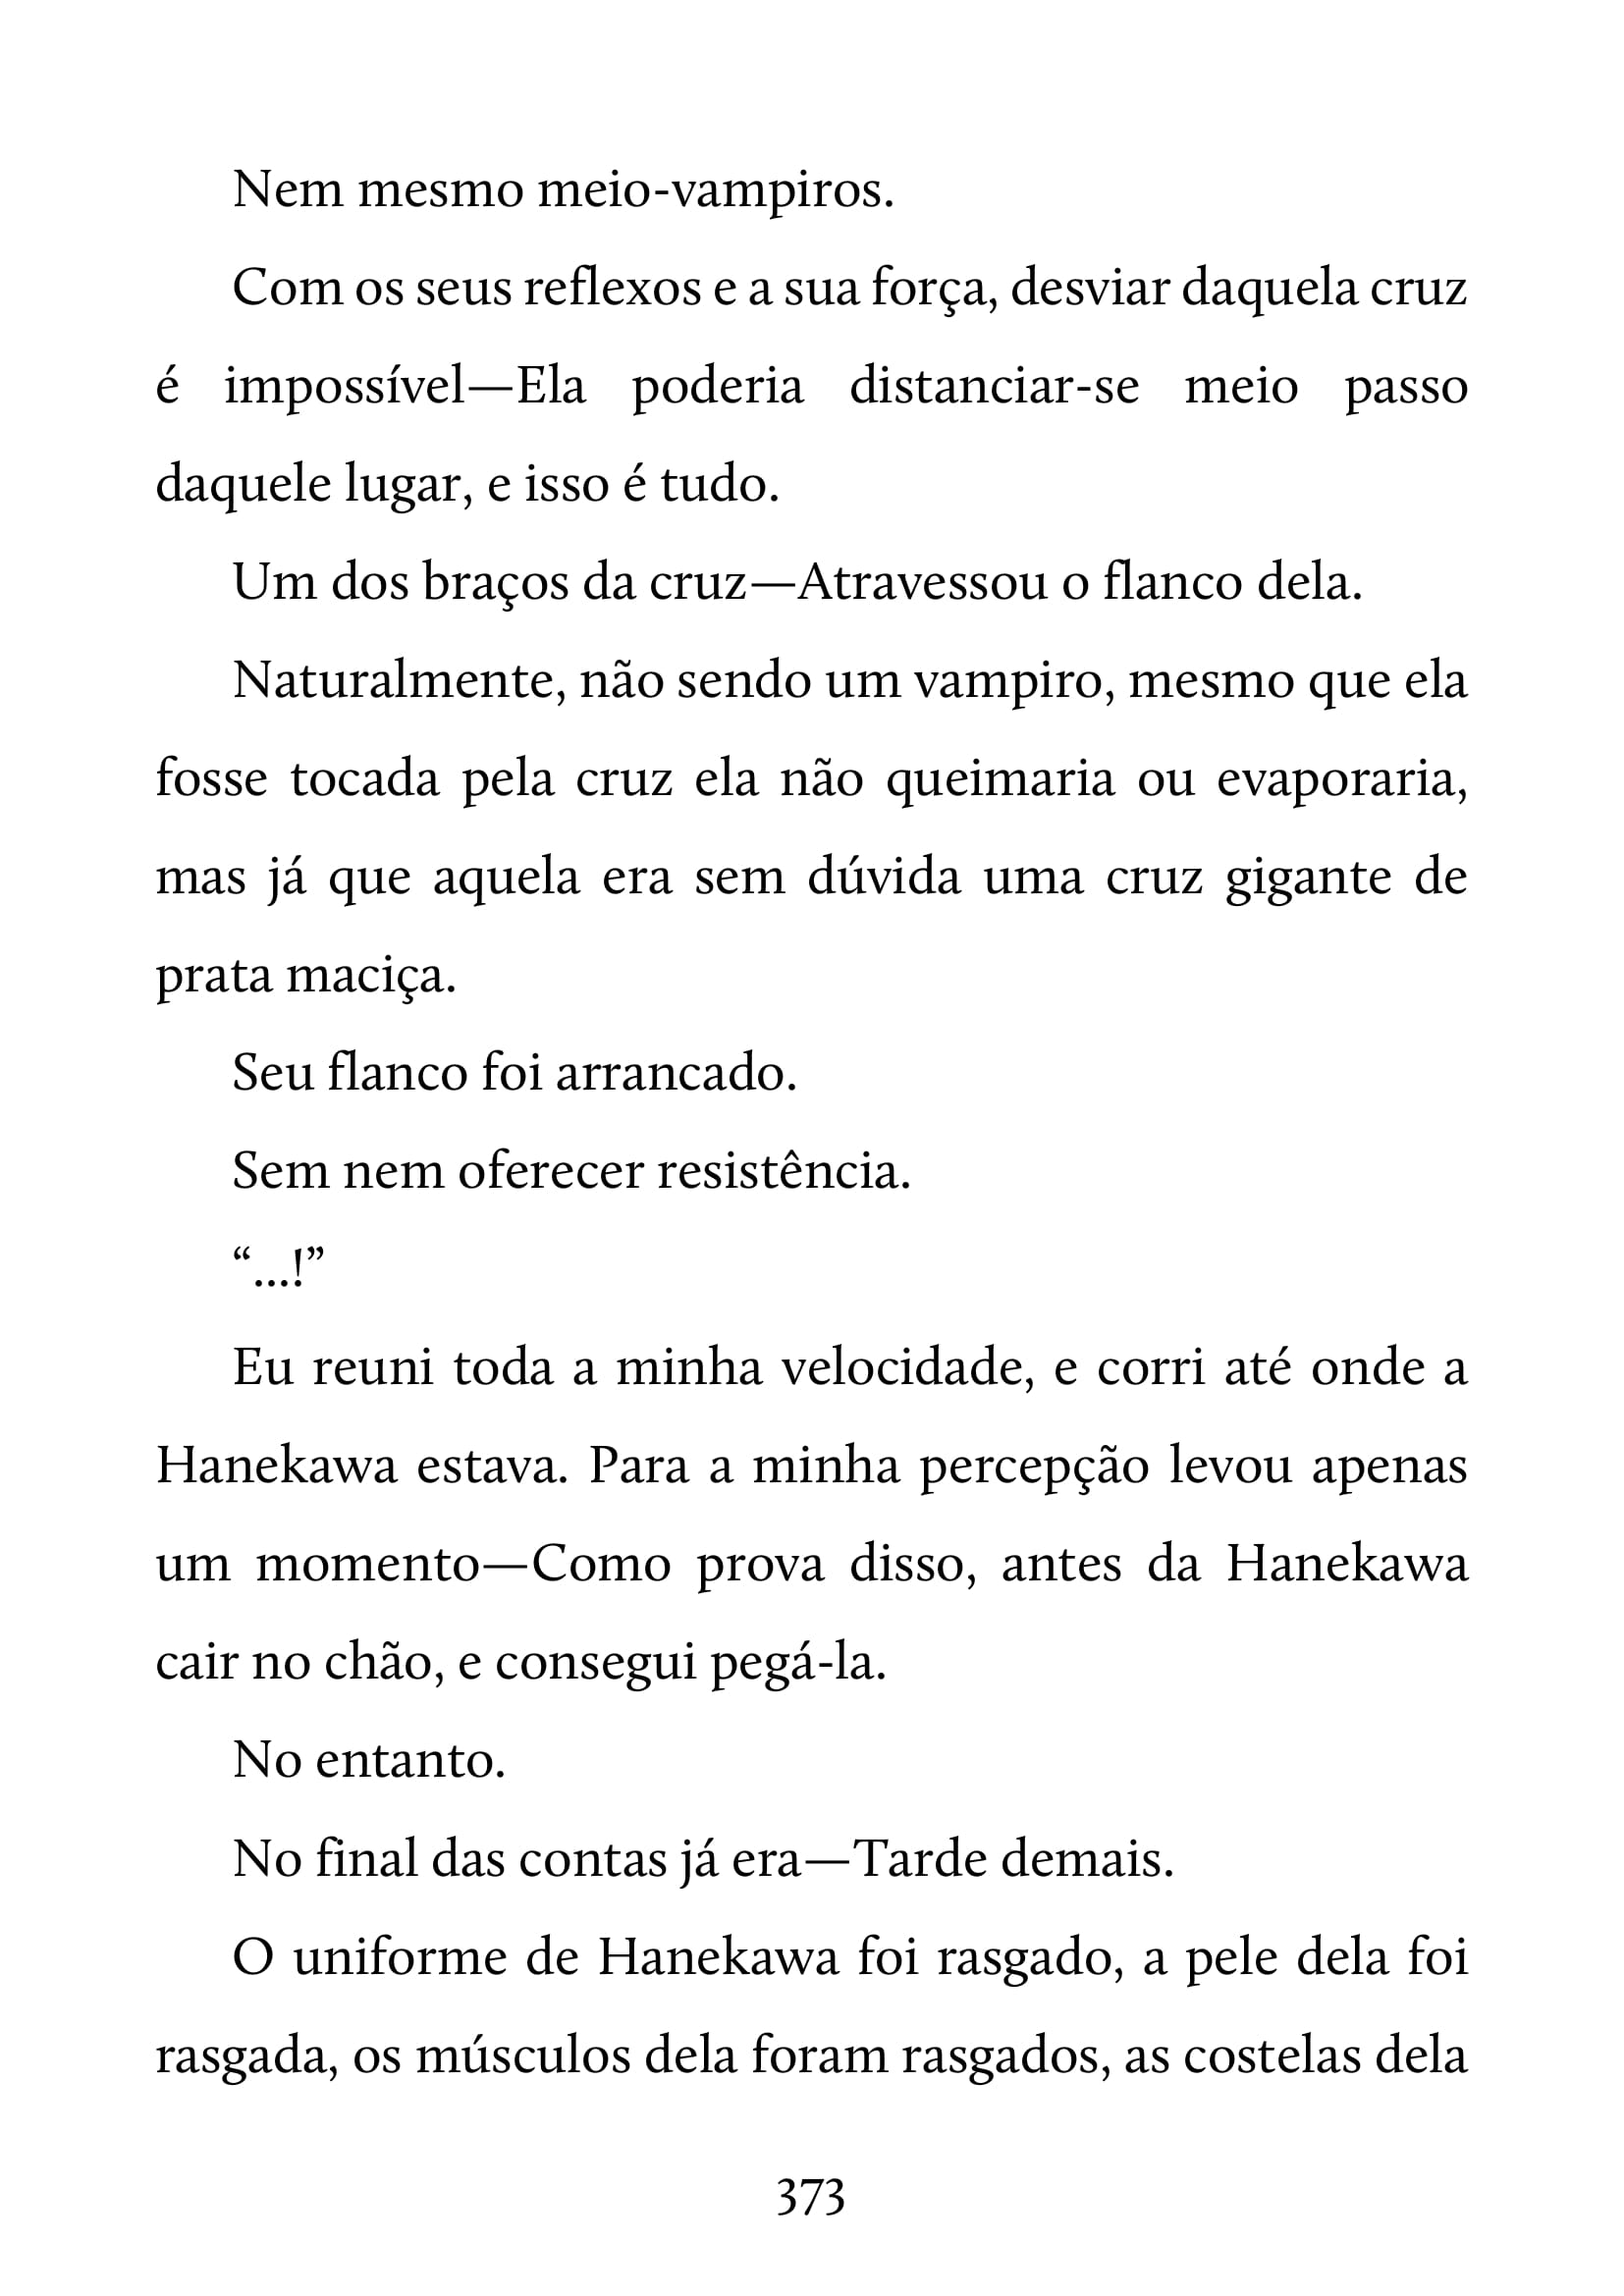 Nem mesmo meio-vampiros.
Com os seus reflexos e a sua força, desviar daquela cruz
é impossível—Ela poderia distanciar-se meio passo
daquele lugar, e isso é tudo.
Um dos braços da cruz—Atravessou o flanco dela.
Naturalmente, não sendo um vampiro, mesmo que ela
fosse tocada pela cruz ela não queimaria ou evaporaria,
mas já que aquela era sem dúvida uma cruz gigante de
prata maciça.
Seu flanco foi arrancado.
Sem nem oferecer resistência.
“...!”
Eu reuni toda a minha velocidade, e corri até onde a
Hanekawa estava. Para a minha percepção levou apenas
um momento—Como prova disso, antes da Hanekawa
cair no chão, e consegui pegá-la.
No entanto.
No final das contas já era—Tarde demais.
O uniforme de Hanekawa foi rasgado, a pele dela foi
rasgada, os músculos dela foram rasgados, as costelas dela
373